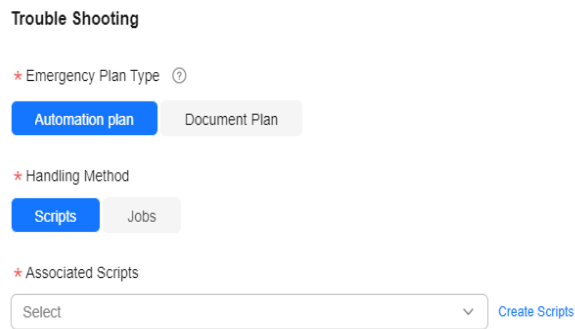 Trouble Shooting
* Emergency Plan Type ?
Automation plan Document Plan
* Handling Method
Scripts Jobs
* Associated Scripts
Select Create Scripts